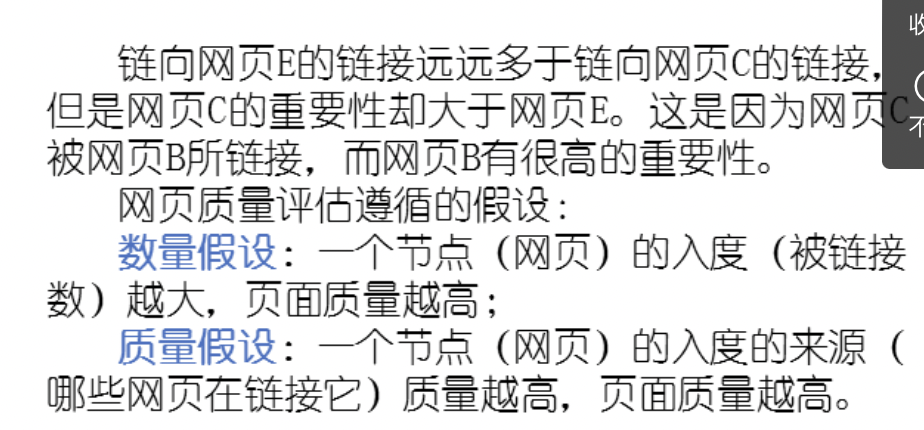 链向网页E的链接远远多于链向网页C的链接，
但是网页C的重要性却大于网页E。这是因为网页C
被网页B所链接，而网页B有很高的重要性。
网页质量评估遵循的假设：
数量假设：一个节点（网页）的入度（被链接
数）越大，页面质量越高；
质量假设：一个节点（网页）的入度的来源（
哪些网页在链接它）质量越高，页面质量越高。